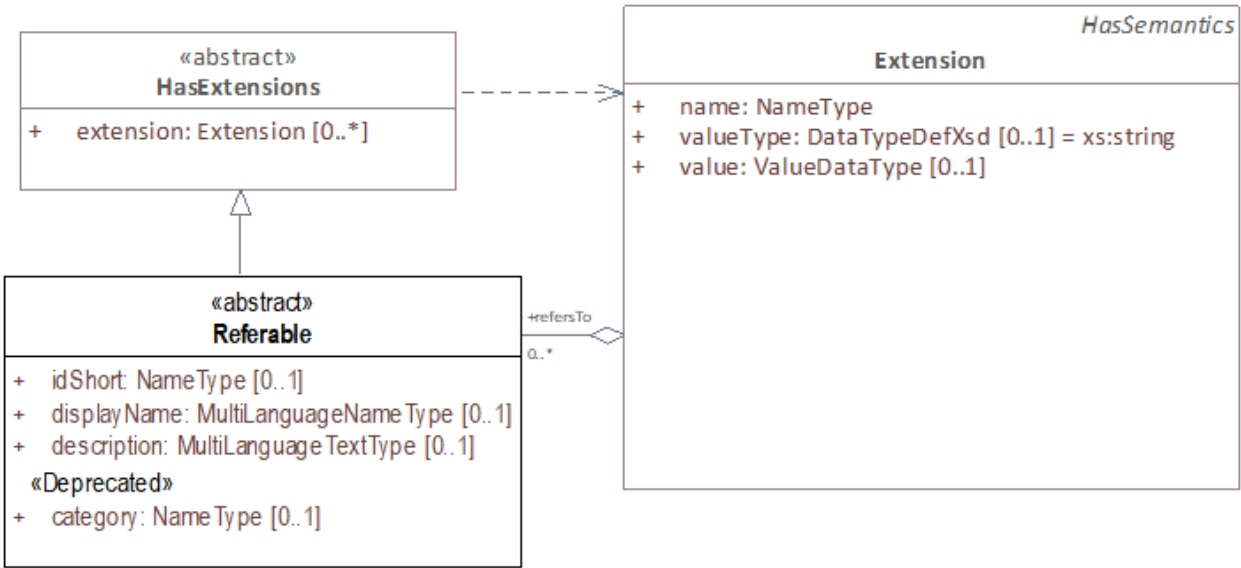 «abstract»
HasExtensions
+ extension: Extension [0..*]
HasSemantics
Extension
+ name: NameType
+ valueType: DataTypeDefXsd [0..1] = xs:string
+ value: ValueDataType [0..1]
«abstract»
Referable
+ idShort: NameType [0..1]
+ displayName: MultiLanguageNameType [0..1]
+ description: MultiLanguageTextType [0..1]
«Deprecated»
+ category: NameType [0..1]
+refersTo
0..*